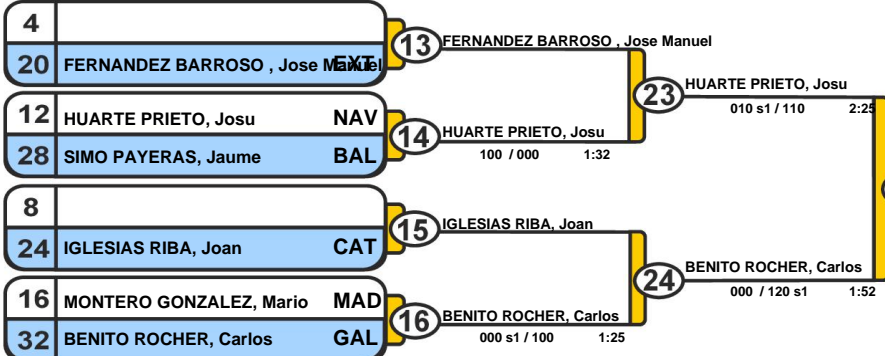 4
20 FERNANDEZ BARROSO , Jose Manuel EXT
13 FERNANDEZ BARROSO , Jose Manuel
12 HUARTE PRIETO, Josu NAV
28 SIMO PAYERAS, Jaume BAL
14 HUARTE PRIETO, Josu
100 / 000 1:32
23 HUARTE PRIETO, Josu
010 s1 / 110 2:25
8
24 IGLESIAS RIBA, Joan CAT
15 IGLESIAS RIBA, Joan
16 MONTERO GONZALEZ, Mario MAD
32 BENITO ROCHER, Carlos GAL
16 BENITO ROCHER, Carlos
000 s1 / 100 1:25
24 BENITO ROCHER, Carlos
000 / 120 s1 1:52